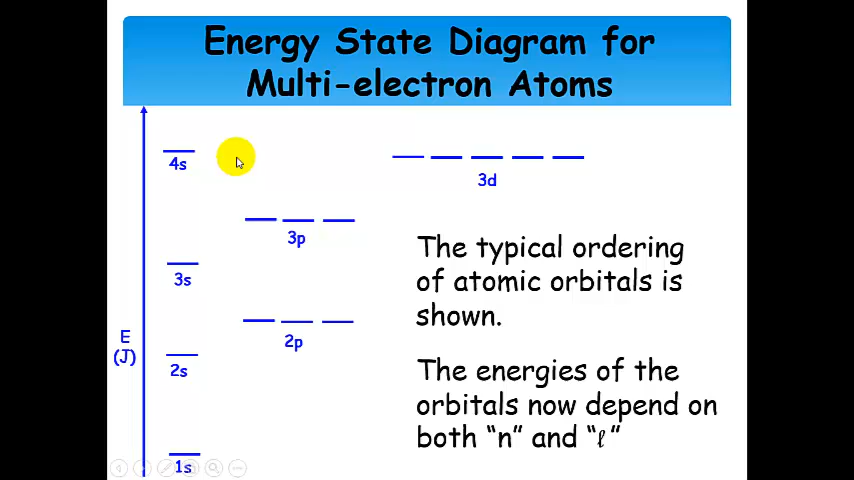 Energy State Diagram for
Multi-electron Atoms
4s
3d
3p
The typical ordering
of atomic orbitals is
shown.
3s
E
(J)
2p
2s
The energies of the
orbitals now depend on
both “n” and “ℓ”
1s